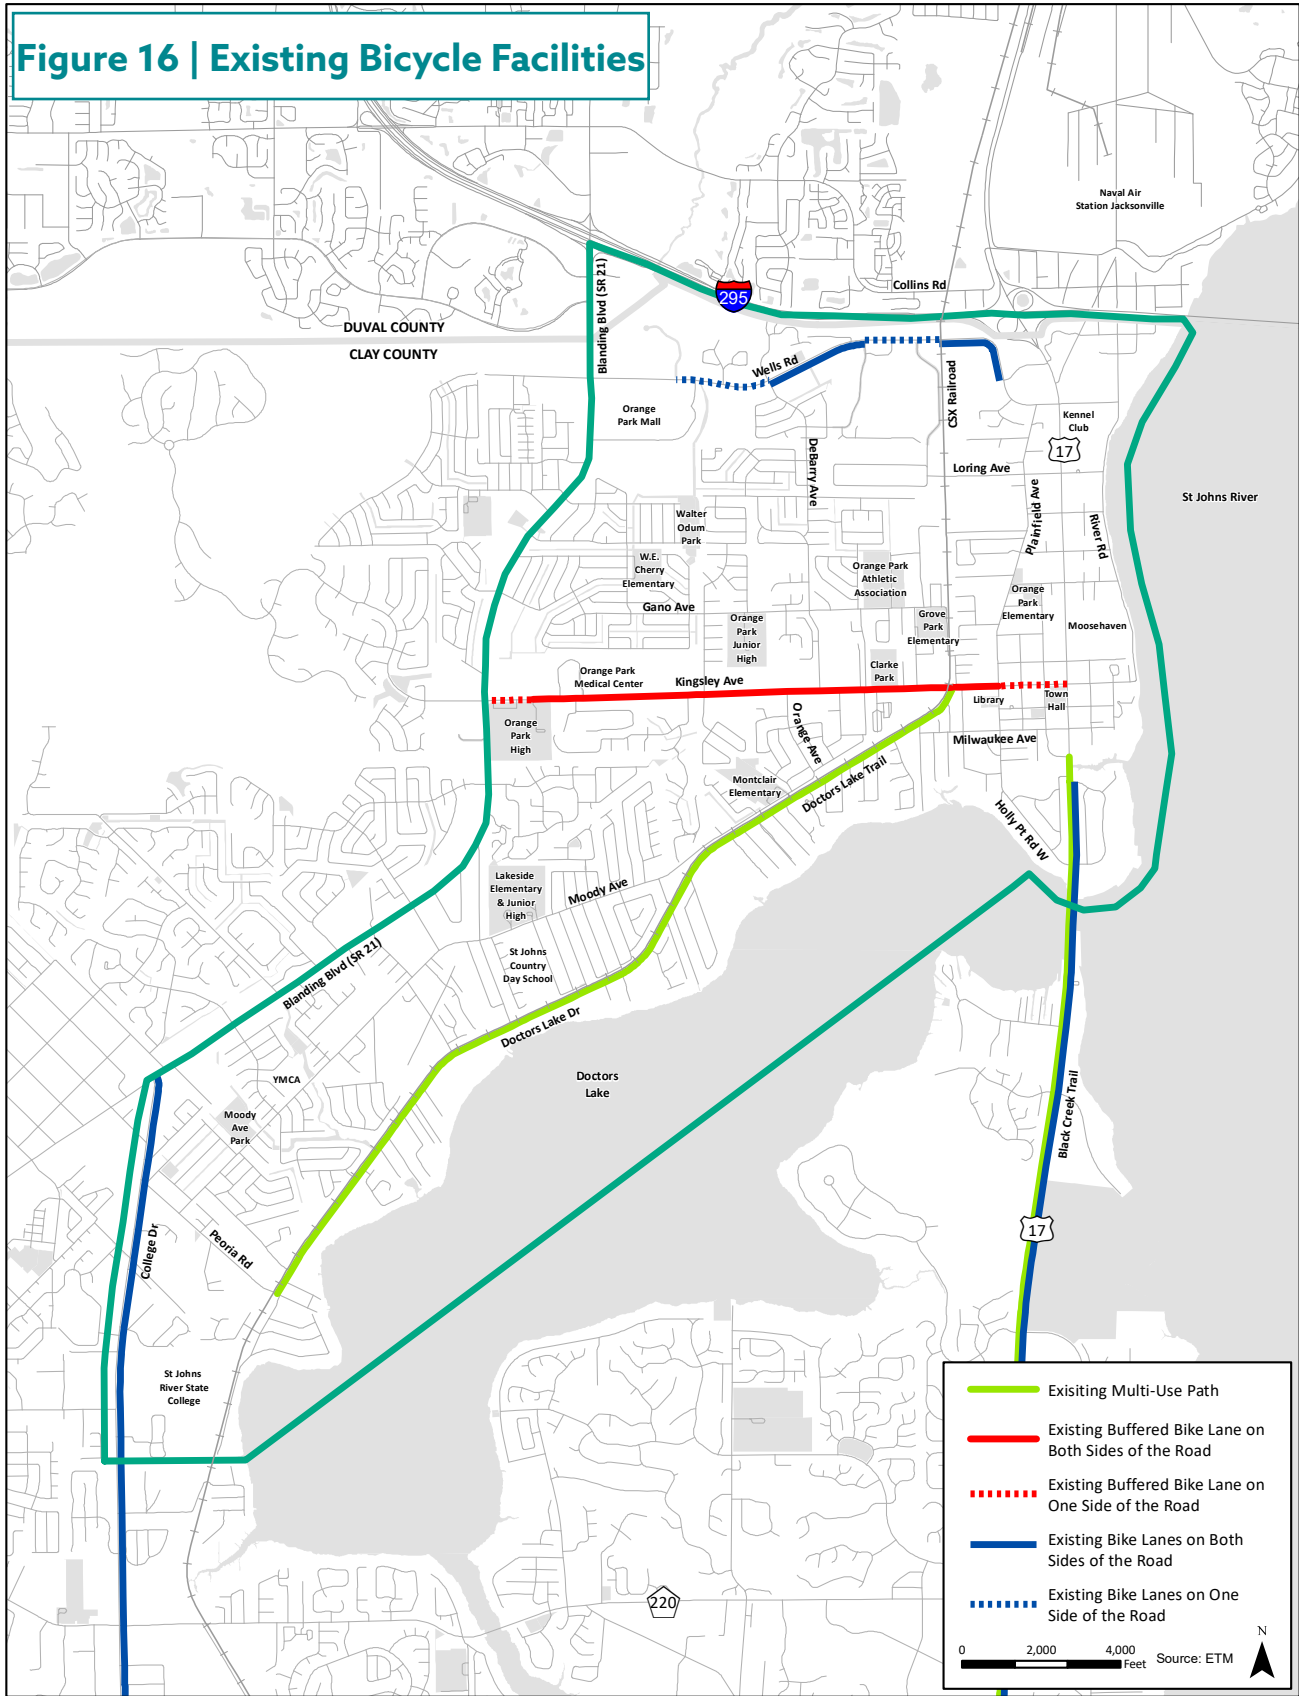 Figure 16 | Existing Bicycle Facilities
Naval Air
Station Jacksonville
Collins Rd
295
Blanding Blvd (SR 21)
DUVAL COUNTY
CLAY COUNTY
Wells Rd
CSX Railroad
Orange
Park Mall
Kennel
Club
17
DeBarry Ave
Loring Ave
St Johns River
Plainfield Ave
River Rd
Walter
Odum
Park
W.E.
Cherry
Elementary
Orange Park
Athletic
Association
Orange
Park
Elementary
Gano Ave
Orange
Park
Junior
High
Grove
Park
Elementary
Moosehaven
Clarke
Park
Orange Park
Medical Center
Kingsley Ave
Library
Town
Hall
Orange
Park
High
Orange Ave
Milwaukee Ave
Montclair
Elementary
Doctors Lake Trail
Holly Pt Rd W
Lakeside
Elementary
& Junior
High
Moody Ave
St Johns
Country
Day School
Blanding Blvd (SR 21)
Doctors Lake Dr
Doctors
Lake
YMCA
Moody
Ave
Park
Black Creek Trail
College Dr
Peoria Rd
17
St Johns
River State
College
220
Exisiting Multi-Use Path
Existing Buffered Bike Lane on
Both Sides of the Road
Existing Buffered Bike Lane on
One Side of the Road
Existing Bike Lanes on Both
Sides of the Road
Existing Bike Lanes on One
Side of the Road
0 2,000 4,000
Feet
Source: ETM
N